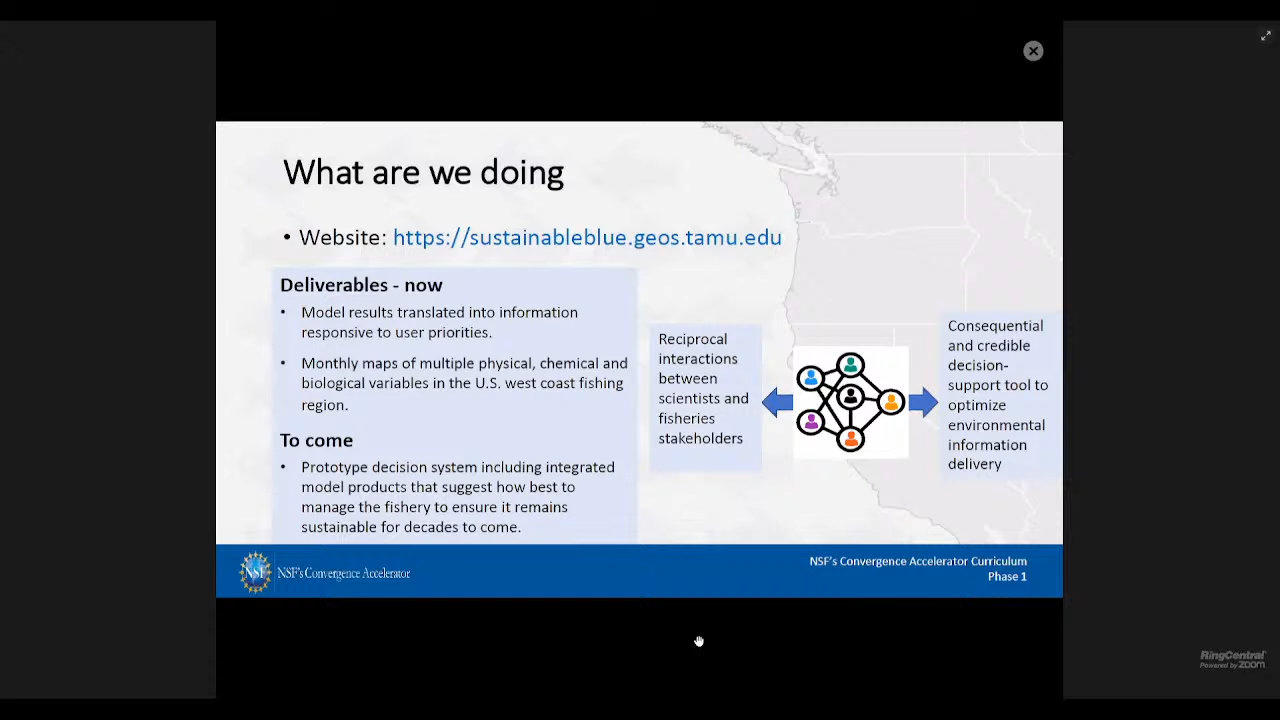 What are we doing
• Website: https://sustainableblue.geos.tamu.edu
Deliverables - now
• Model results translated into information
responsive to user priorities.
• Monthly maps of multiple physical, chemical and
biological variables in the U.S. west coast fishing
region.
To come
• Prototype decision system including integrated
model products that suggest how best to
manage the fishery to ensure it remains
sustainable for decades to come.
Reciprocal
interactions
between
scientists and
fisheries
stakeholders
Consequential
and credible
decision-
support tool to
optimize
environmental
information
delivery
NSF
NSF's Convergence Accelerator
NSF's Convergence Accelerator Curriculum
Phase 1
RingCentral
Powered by zoom